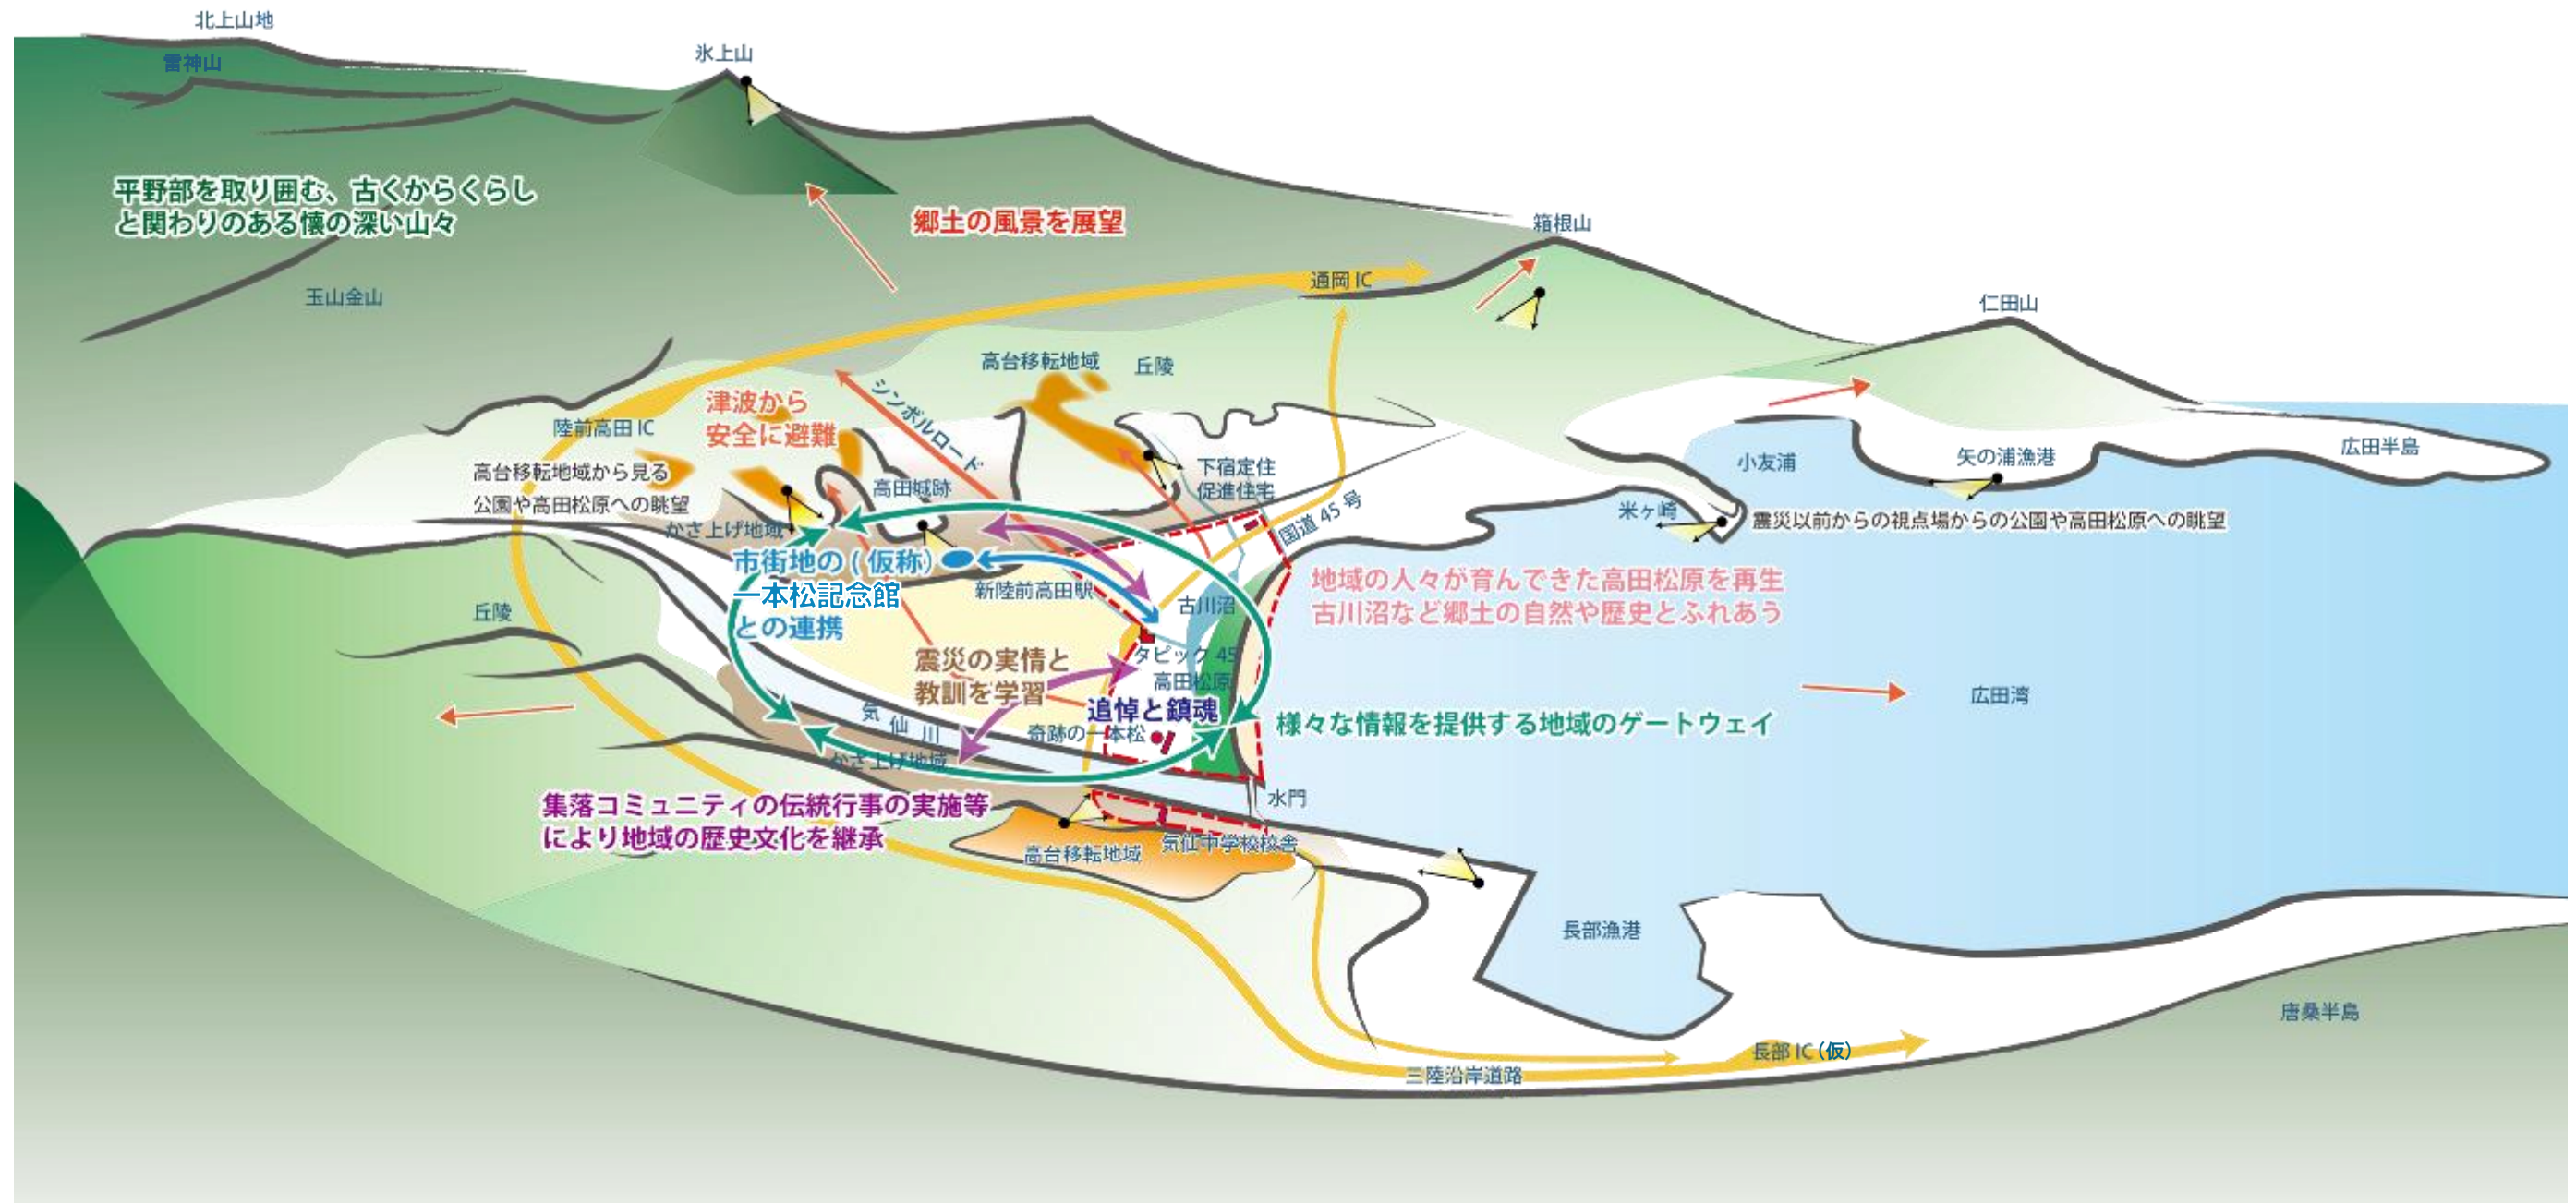 北上山地
雷神山
氷上山
平野部を取り囲む、古くからくらし
と関わりのある懐の深い山々
郷土の風景を展望
箱根山
通岡 IC
玉山金山
仁田山
高台移転地域
丘陵
シンボルロード
津波から
安全に避難
陸前高田 IC
高台移転地域から見る
公園や高田松原への眺望
高田城跡
下宿定住
促進住宅
国道 45 号
小友浦
矢の浦漁港
広田半島
米ヶ崎
震災以前からの視点場からの公園や高田松原への眺望
かさ上げ地域
市街地の（仮称）
一本松記念館
との連携
新陸前高田駅
古川沼
地域の人々が育んできた高田松原を再生
古川沼など郷土の自然や歴史とふれあう
丘陵
震災の実情と
教訓を学習
タピック 45
高田松原
追悼と鎮魂
奇跡の一本松
気仙川
かさ上げ地域
様々な情報を提供する地域のゲートウェイ
広田湾
集落コミュニティの伝統行事の実施等
により地域の歴史文化を継承
水門
気仙中学校校舎
高台移転地域
長部漁港
唐桑半島
長部 IC（仮）
三陸沿岸道路